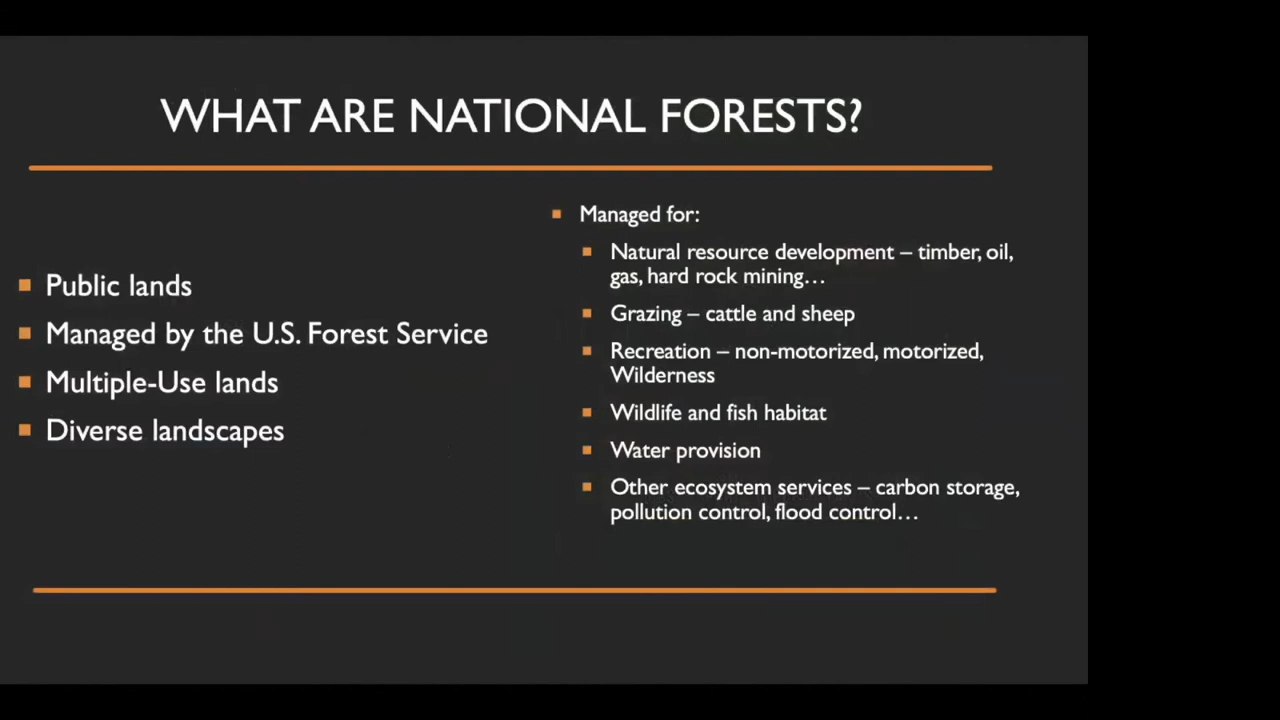 WHAT ARE NATIONAL FORESTS?
Public lands
Managed by the U.S. Forest Service
Multiple-Use lands
Diverse landscapes
Managed for:
Natural resource development – timber, oil,
gas, hard rock mining…
Grazing – cattle and sheep
Recreation – non-motorized, motorized,
Wilderness
Wildlife and fish habitat
Water provision
Other ecosystem services – carbon storage,
pollution control, flood control…